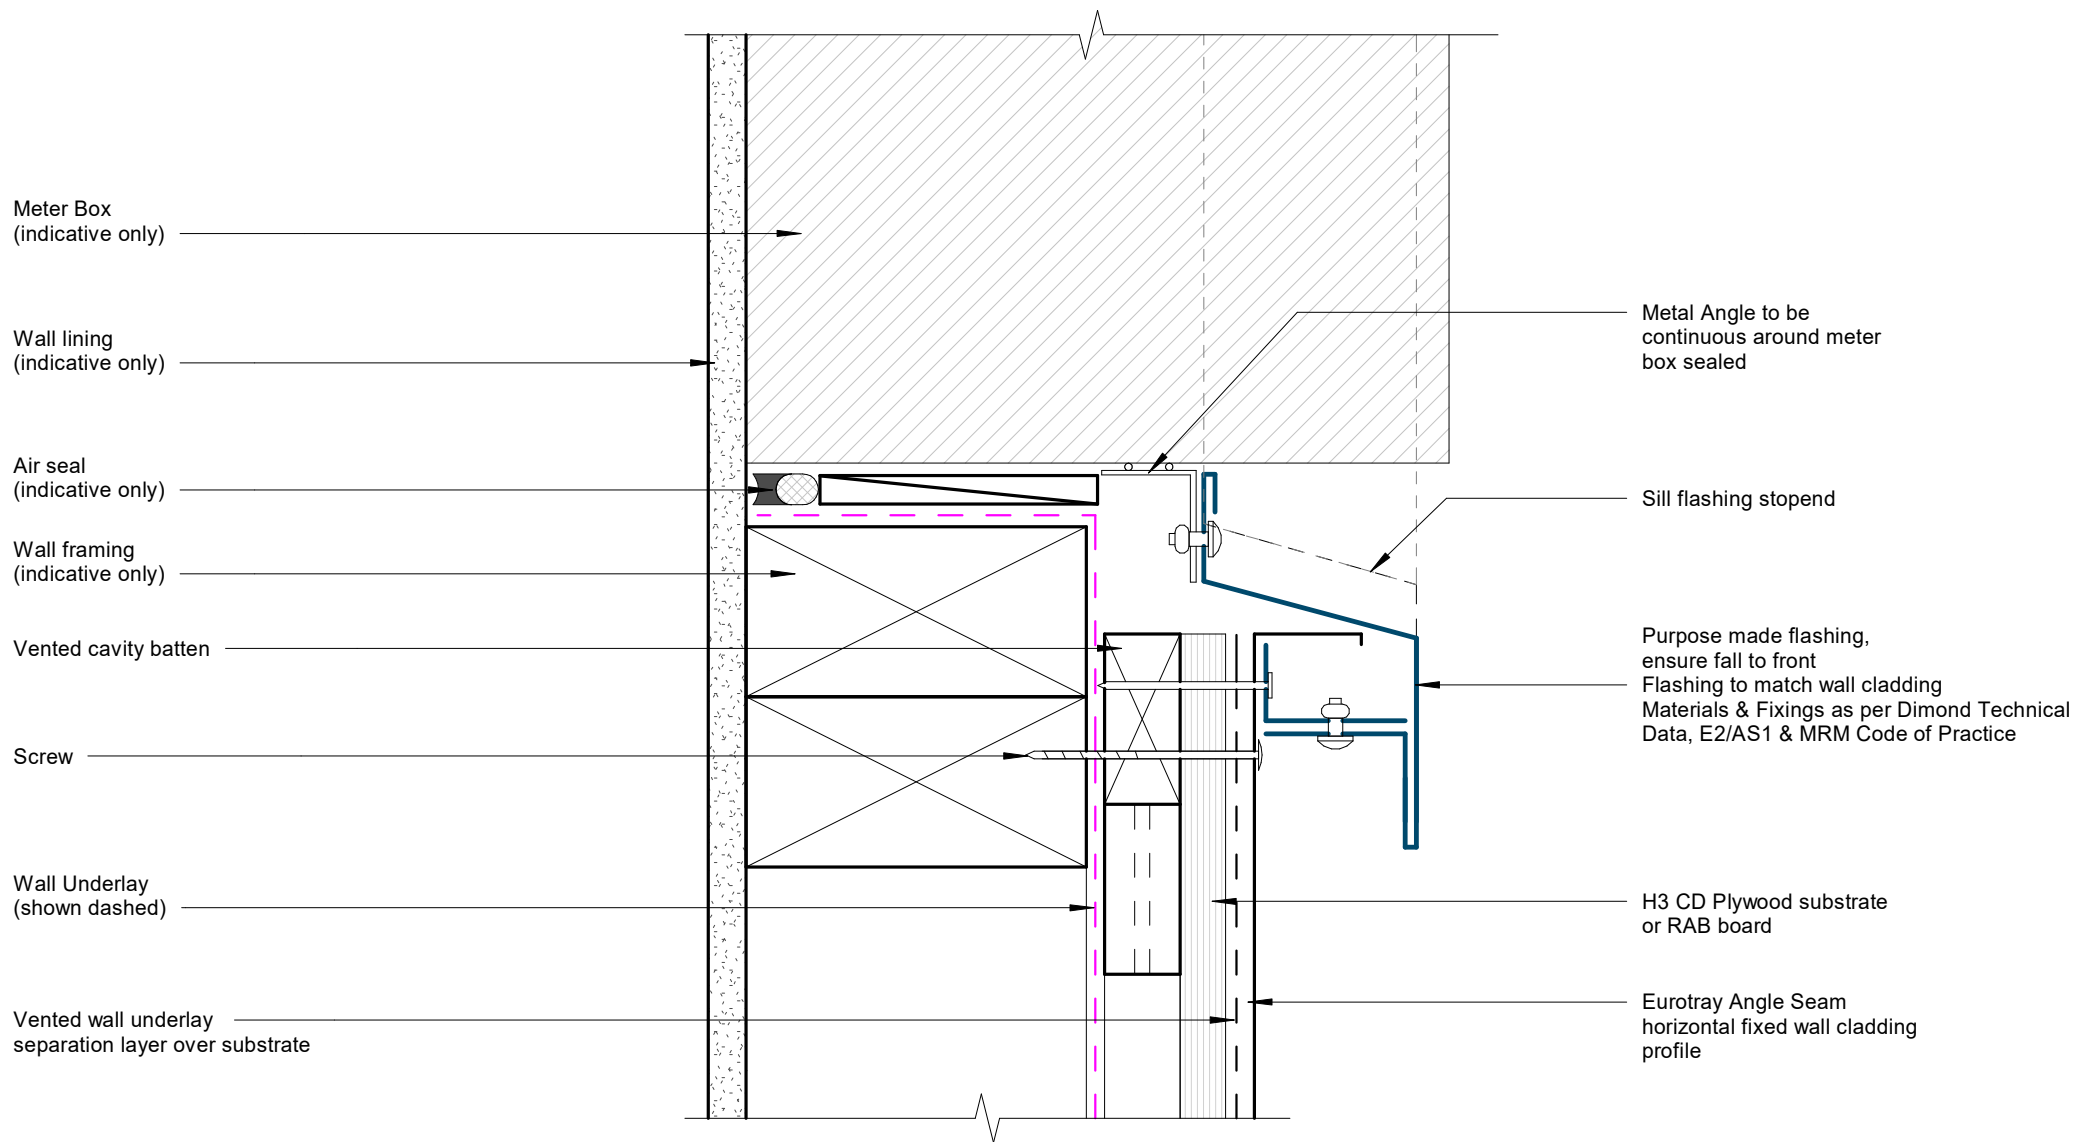 Meter Box
(indicative only)
Wall lining
(indicative only)
Air seal
(indicative only)
Wall framing
(indicative only)
Vented cavity batten
Screw
Wall Underlay
(shown dashed)
Vented wall underlay
separation layer over substrate
Metal Angle to be
continuous around meter
box sealed
Sill flashing stopend
Purpose made flashing,
ensure fall to front
Flashing to match wall cladding
Materials & Fixings as per Dimond Technical
Data, E2/AS1 & MRM Code of Practice
H3 CD Plywood substrate
or RAB board
Eurotray Angle Seam
horizontal fixed wall cladding
profile